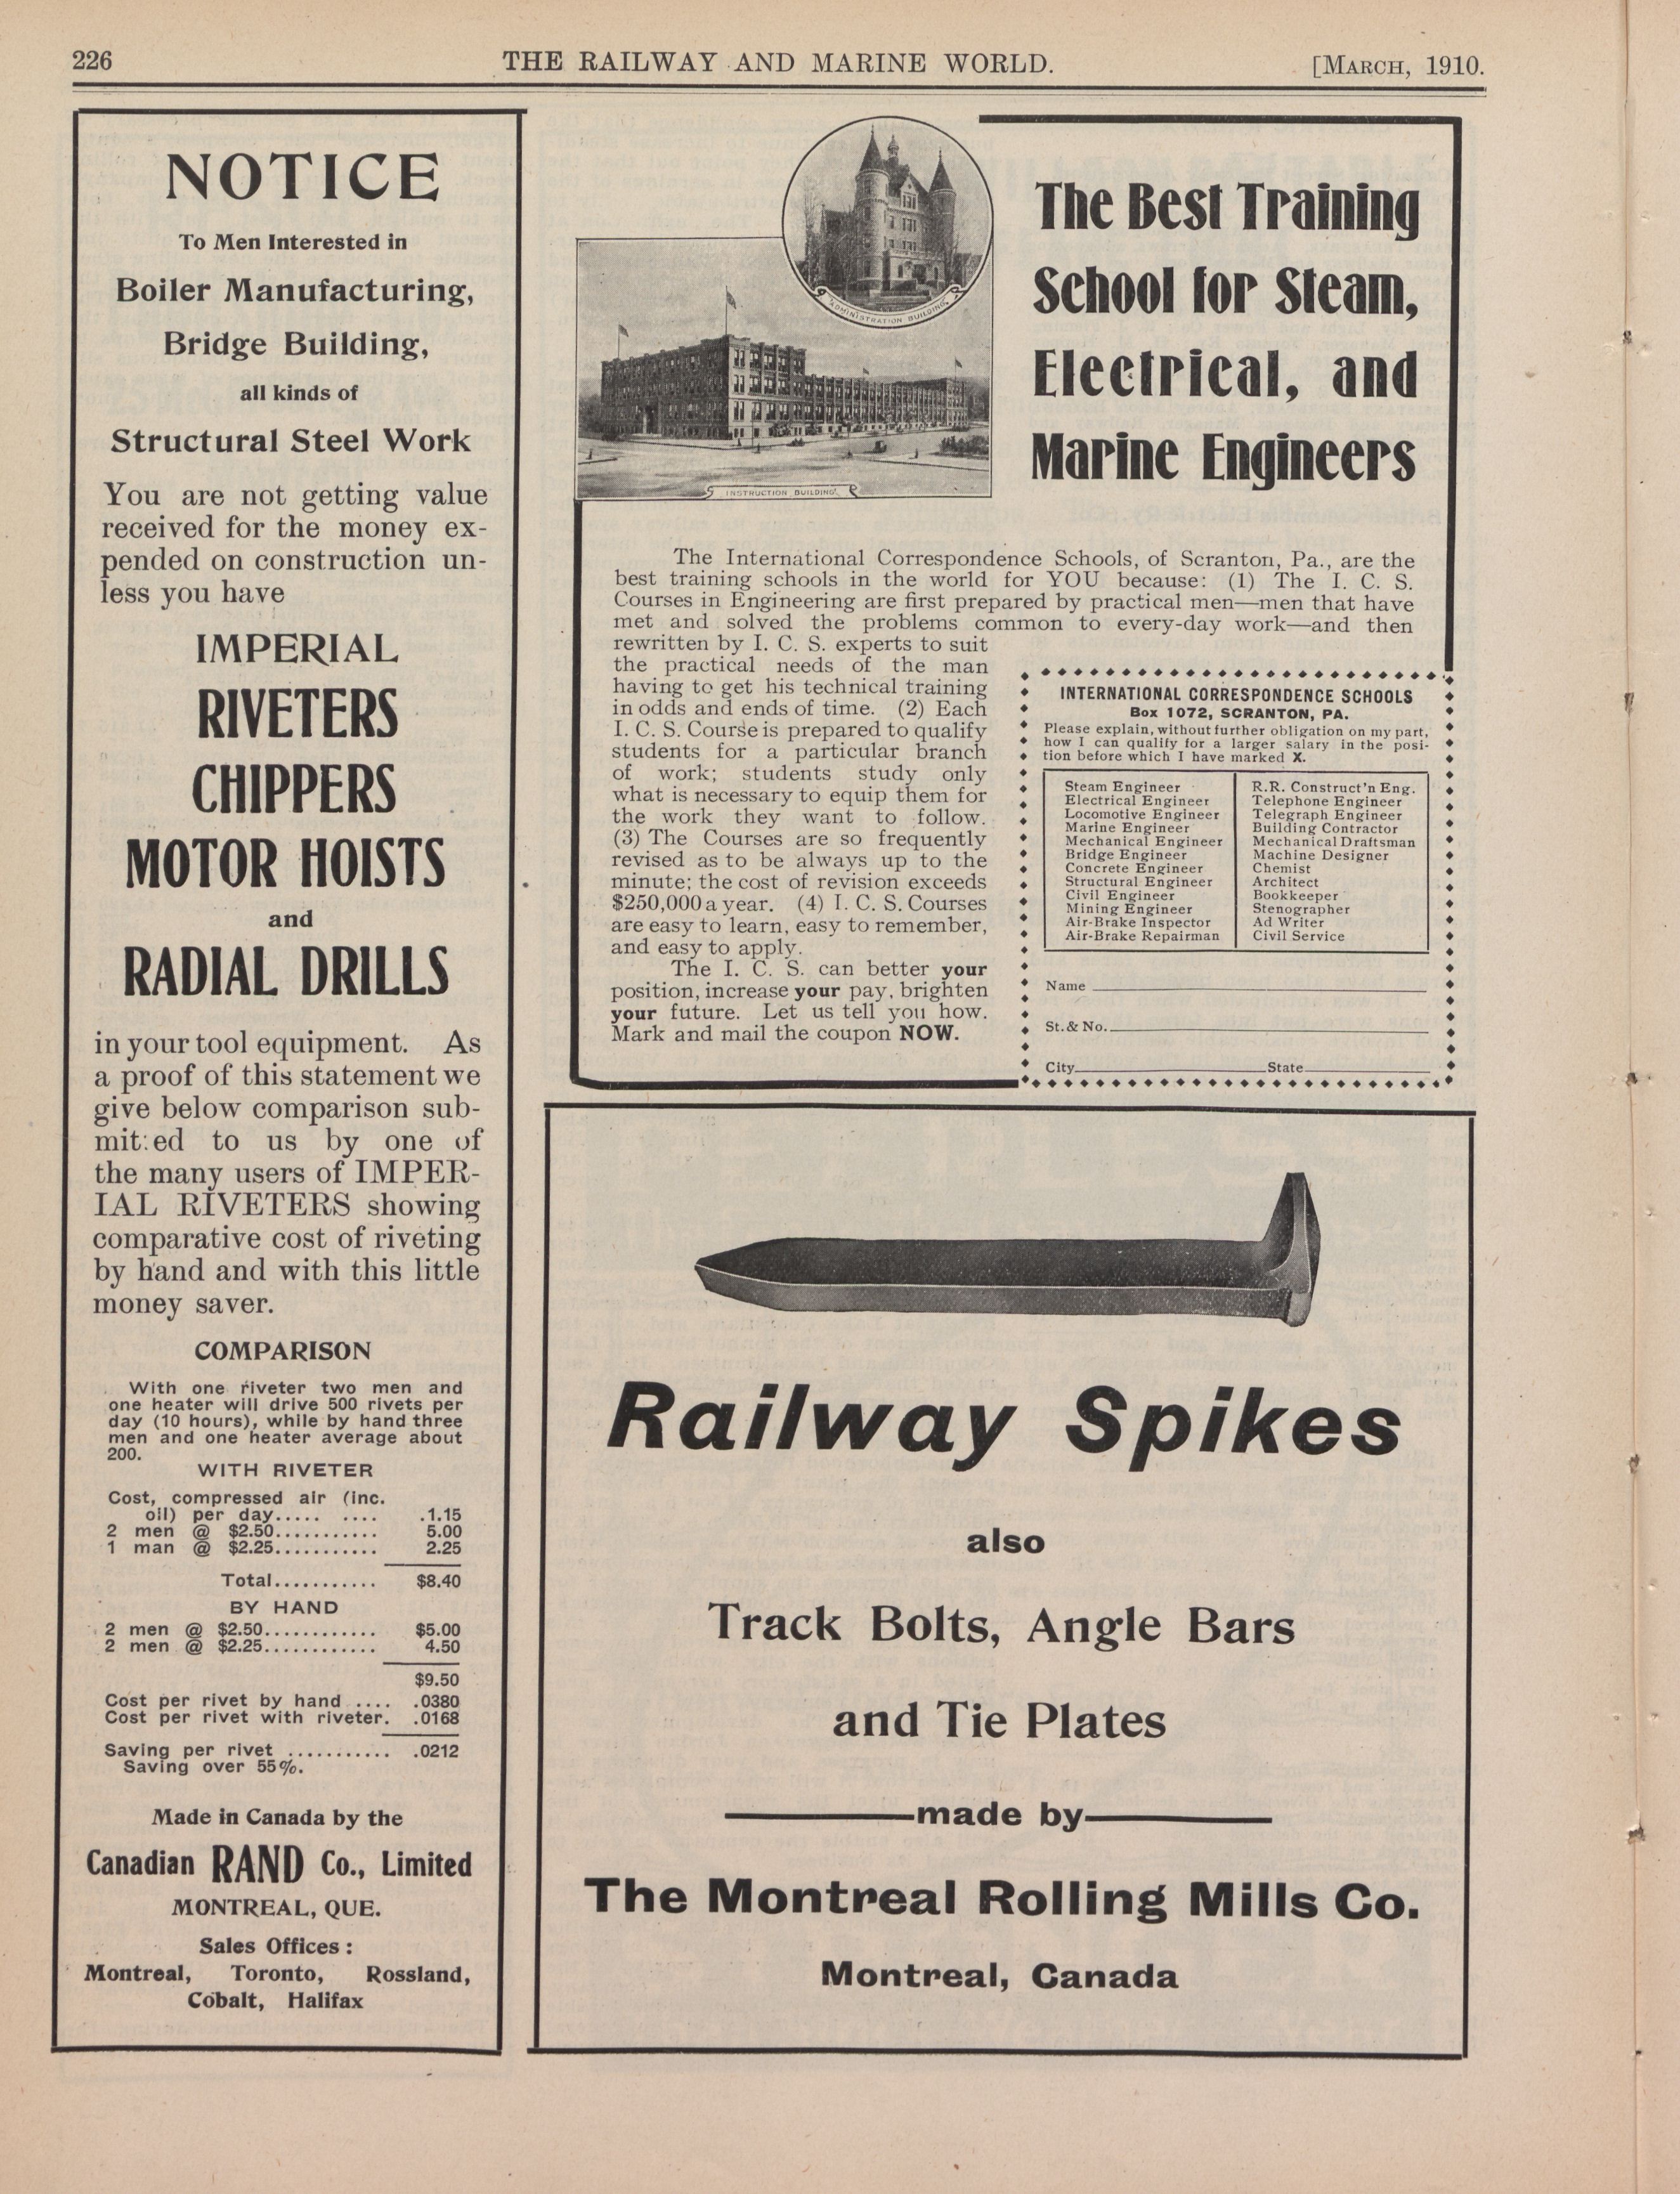 226
THE RAILWAY AND MARINE WORLD.
[MARCH, 1910.
NOTICE
To Men Interested in
Boiler Manufacturing,
Bridge Building,
all kinds of
Structural Steel Work
You are not getting value
received for the money ex-
pended on construction un-
less you have
IMPERIAL
RIVETERS
CHIPPERS
MOTOR HOISTS
and
RADIAL DRILLS
in your tool equipment. As
a proof of this statement we
give below comparison sub-
mitted to us by one of
the many users of IMPER-
IAL RIVETERS showing
comparative cost of riveting
by hand and with this little
money saver.
COMPARISON
With one riveter two men and
one heater will drive 500 rivets per
day (10 hours), while by hand three
men and one heater average about
200.
WITH RIVETER
Cost, compressed air (inc.
oil) per day..... .... .1.15
2 men @ $2.50........... 5.00
1 man @ $2.25........... 2.25
Total........... $8.40
BY HAND
2 men @ $2.50............ $5.00
2 men @ $2.25............ 4.50
$9.50
Cost per rivet by hand .... .0380
Cost per rivet with riveter. .0168
Saving per rivet ........... .0212
Saving over 55%.
Made in Canada by the
Canadian RAND Co., Limited
MONTREAL, QUE.
Sales Offices :
Montreal, Toronto, Rossland,
Cobalt, Halifax
ADMINISTRATION BUILDING
INSTRUCTION BUILDING.
The Best Training
School for Steam,
Electrical, and
Marine Engineers
The International Correspondence Schools, of Scranton, Pa., are the
best training schools in the world for YOU because: (1) The I. C. S.
Courses in Engineering are first prepared by practical men—men that have
met and solved the problems common to every-day work—and then
rewritten by I. C. S. experts to suit
the practical needs of the man
having to get his technical training
in odds and ends of time. (2) Each
I. C. S. Course is prepared to qualify
students for a particular branch
of work; students study only
what is necessary to equip them for
the work they want to follow.
(3) The Courses are so frequently
revised as to be always up to the
minute; the cost of revision exceeds
$250,000 a year. (4) I. C. S. Courses
are easy to learn, easy to remember,
and easy to apply.
The I. C. S. can better your
position, increase your pay, brighten
your future. Let us tell you how.
Mark and mail the coupon NOW.
INTERNATIONAL CORRESPONDENCE SCHOOLS
Box 1072, SCRANTON, PA.
Please explain, without further obligation on my part,
how I can qualify for a larger salary in the posi-
tion before which I have marked X.
Steam Engineer
Electrical Engineer
Locomotive Engineer
Marine Engineer
Mechanical Engineer
Bridge Engineer
Concrete Engineer
Structural Engineer
Civil Engineer
Mining Engineer
Air-Brake Inspector
Air-Brake Repairman
R.R. Construct'n Eng.
Telephone Engineer
Telegraph Engineer
Building Contractor
Mechanical Draftsman
Machine Designer
Chemist
Architect
Bookkeeper
Stenographer
Ad Writer
Civil Service
Name
St. & No.
City State
Railway Spikes
also
Track Bolts, Angle Bars
and Tie Plates
made by
The Montreal Rolling Mills Co.
Montreal, Canada